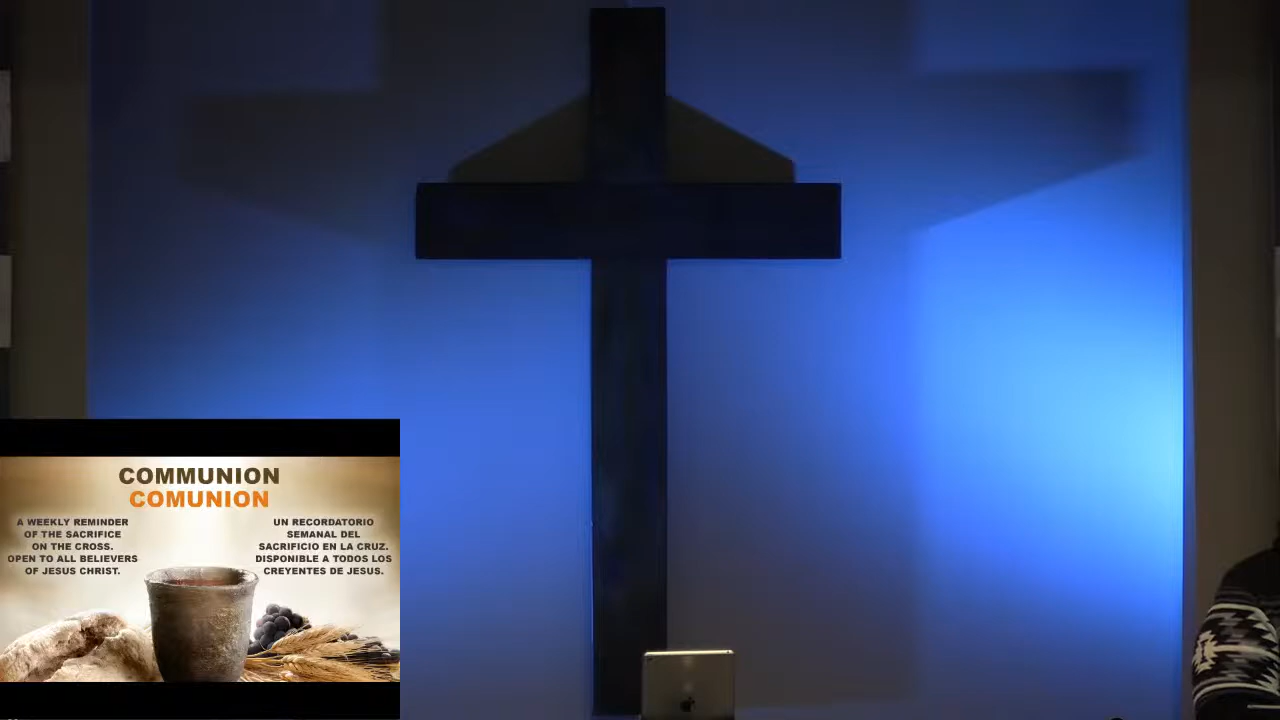 COMMUNION
COMUNION
A WEEKLY REMINDER
OF THE SACRIFICE
ON THE CROSS.
OPEN TO ALL BELIEVERS
OF JESUS CHRIST.
UN RECORDATORIO
SEMANAL DEL
SACRIFICIO EN LA CRUZ.
DISPONIBLE A TODOS LOS
CREYENTES DE JESUS.